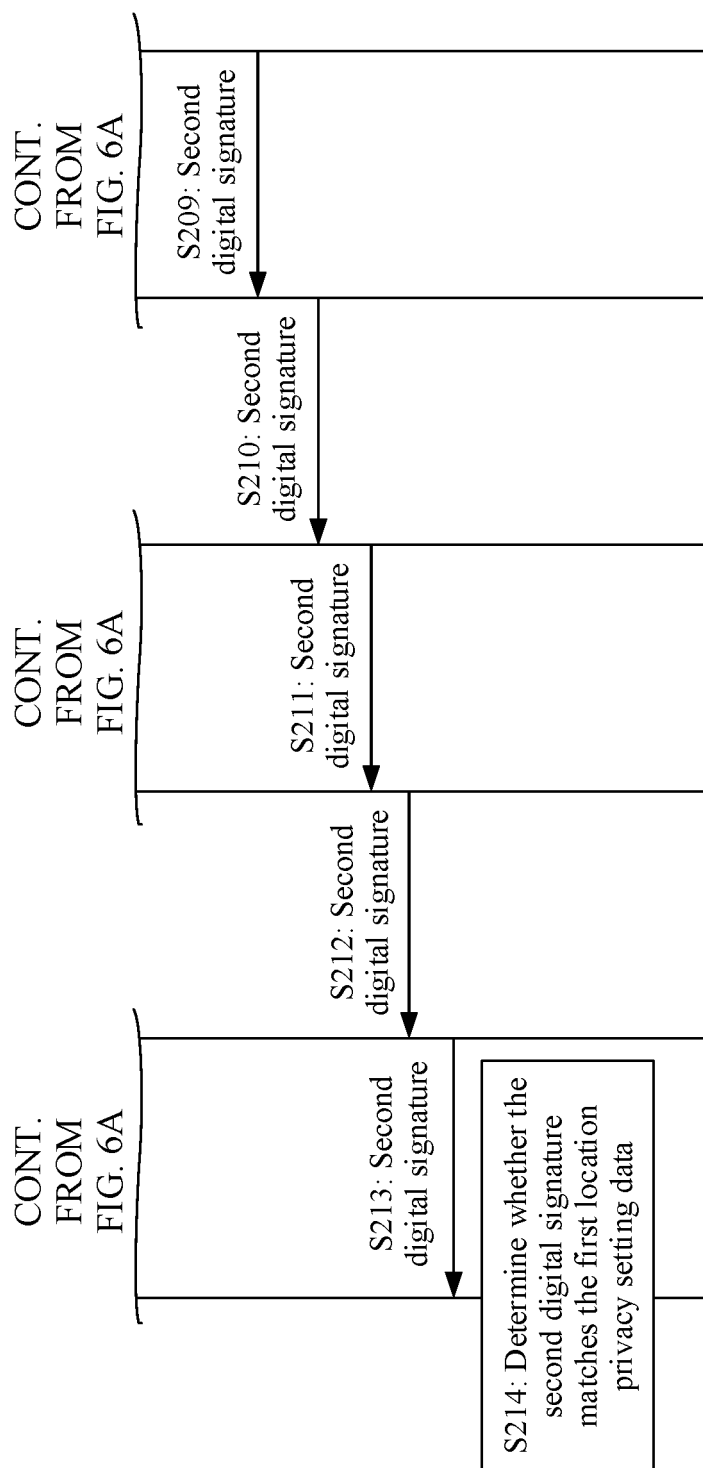 CONT.
FROM
FIG. 6A
CONT.
FROM
FIG. 6A
CONT.
FROM
FIG. 6A
S209: Second
digital signature
S210: Second
digital signature
S211: Second
digital signature
S212: Second
digital signature
S213: Second
digital signature
S214: Determine whether the
second digital signature
matches the first location
privacy setting data